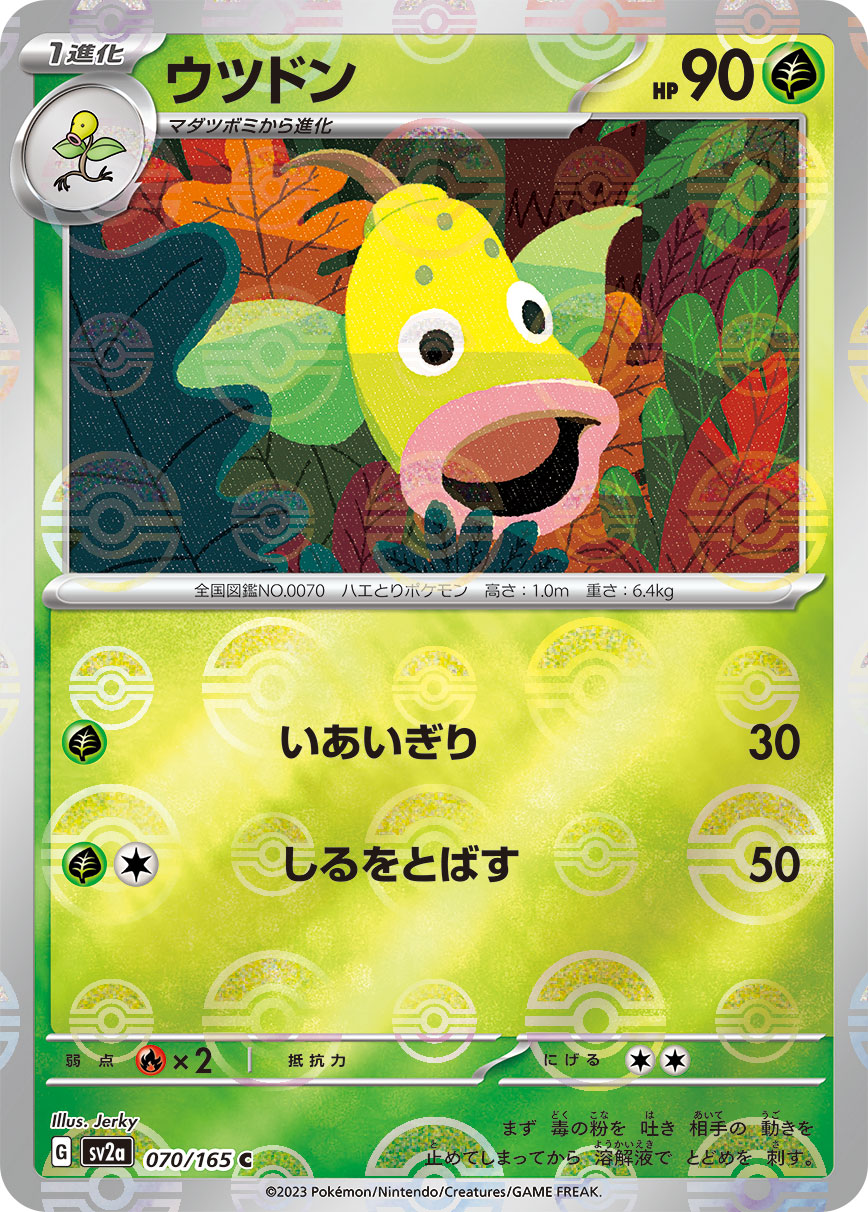 1進化
ウツドン
HP 90
マダツボミから進化
全国図鑑NO.0070 ハエとりポケモン 高さ:1.0m 重さ:6.4kg
いあいぎり 30
しるをとばす 50
弱点 ×2 抵抗力 にげる
Illus. Jerky
まず 毒の粉を 吐き 相手の 動きを
止めてしまってから 溶解液で とどめを 刺す。
G sv2a 070/165 C
©2023 Pokémon/Nintendo/Creatures/GAME FREAK.